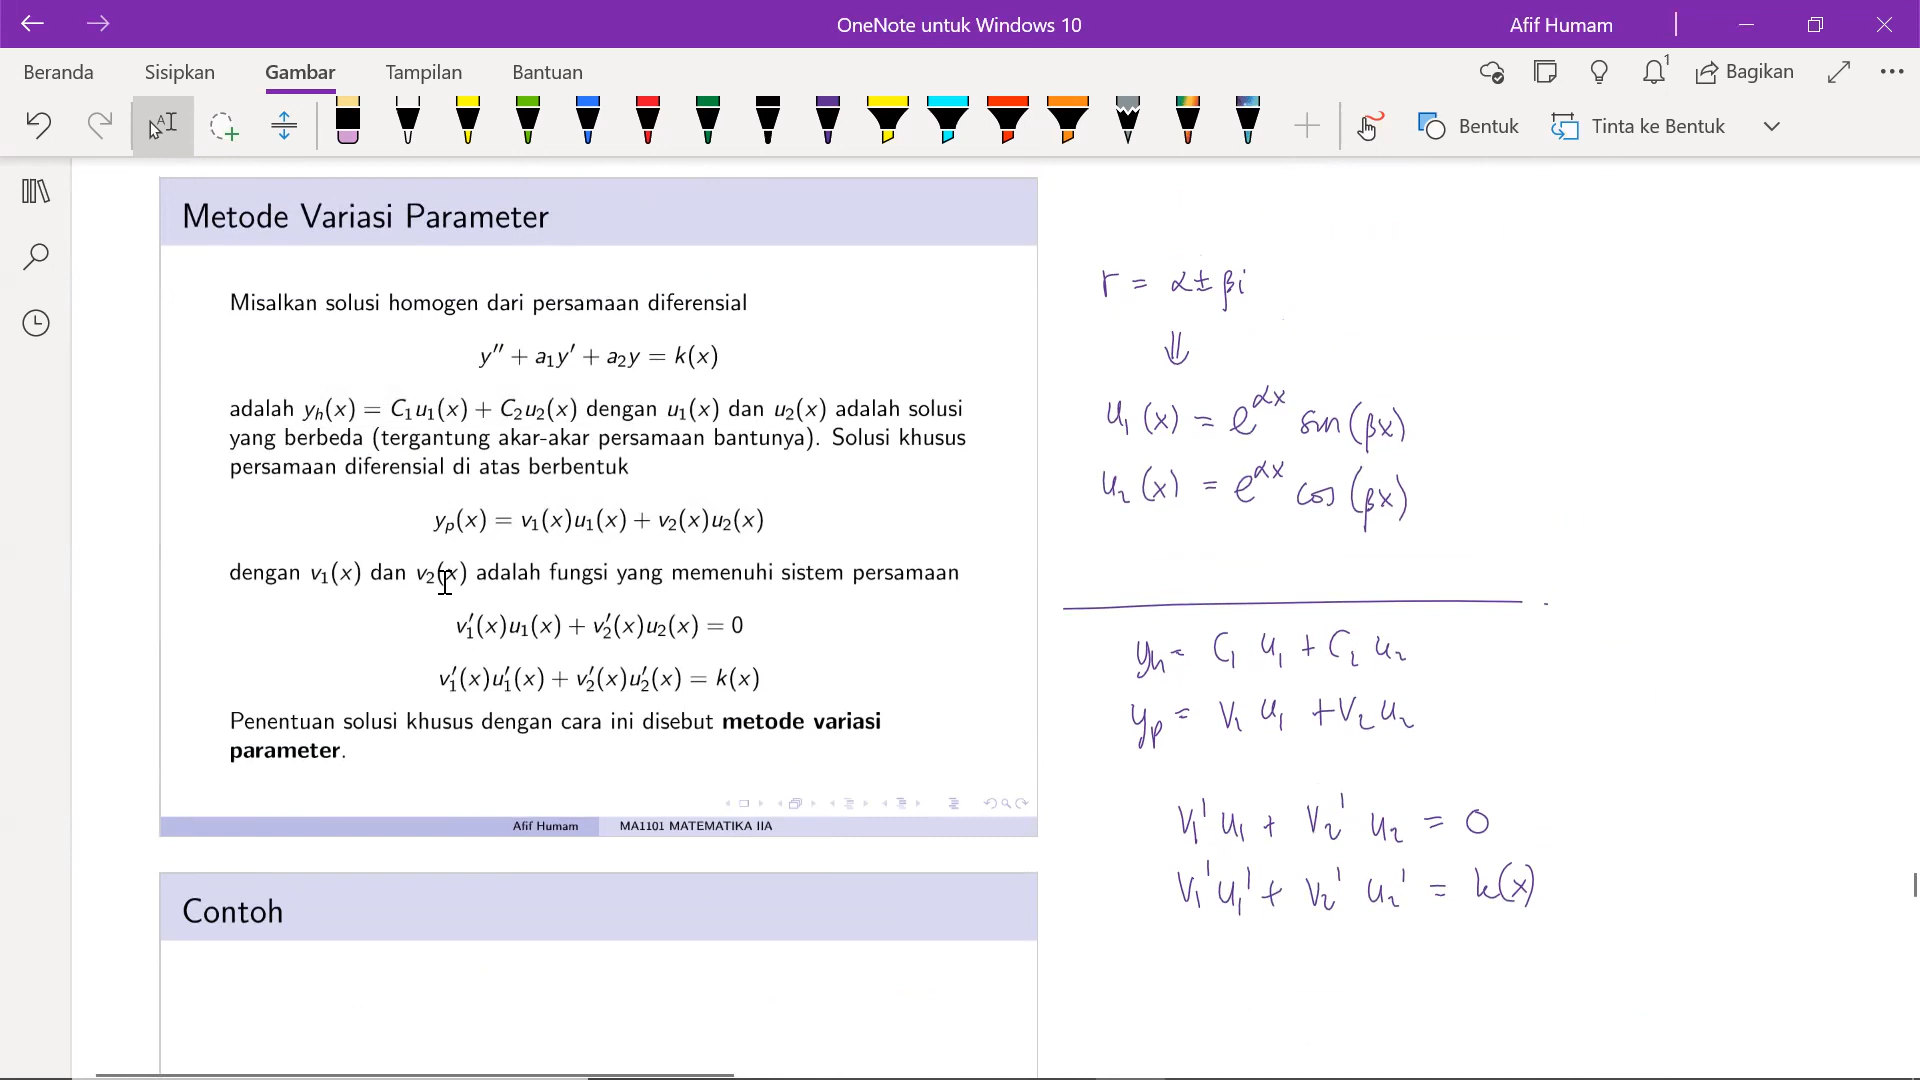 OneNote untuk Windows 10
Afif Humam
Beranda Sisipkan Gambar Tampilan Bantuan
1
Bagikan
Bentuk
Tinta ke Bentuk
Metode Variasi Parameter
Misalkan solusi homogen dari persamaan diferensial
y'' + a₁y' + a₂y = k(x)
adalah yₕ(x) = C₁u₁(x) + C₂u₂(x) dengan u₁(x) dan u₂(x) adalah solusi
yang berbeda (tergantung akar-akar persamaan bantunya). Solusi khusus
persamaan diferensial di atas berbentuk
yₚ(x) = v₁(x)u₁(x) + v₂(x)u₂(x)
dengan v₁(x) dan v₂(x) adalah fungsi yang memenuhi sistem persamaan
v₁'(x)u₁(x) + v₂'(x)u₂(x) = 0
v₁'(x)u₁'(x) + v₂'(x)u₂'(x) = k(x)
Penentuan solusi khusus dengan cara ini disebut metode variasi
parameter.
Afif Humam MA1101 MATEMATIKA IIA
Contoh
r = α ± βi
⇓
u₁(x) = e^αx sin(βx)
u₂(x) = e^αx cos(βx)
yₕ = C₁ u₁ + C₂ u₂
yₚ = v₁ u₁ + v₂ u₂
v₁' u₁ + v₂' u₂ = 0
v₁' u₁' + v₂' u₂' = k(x)